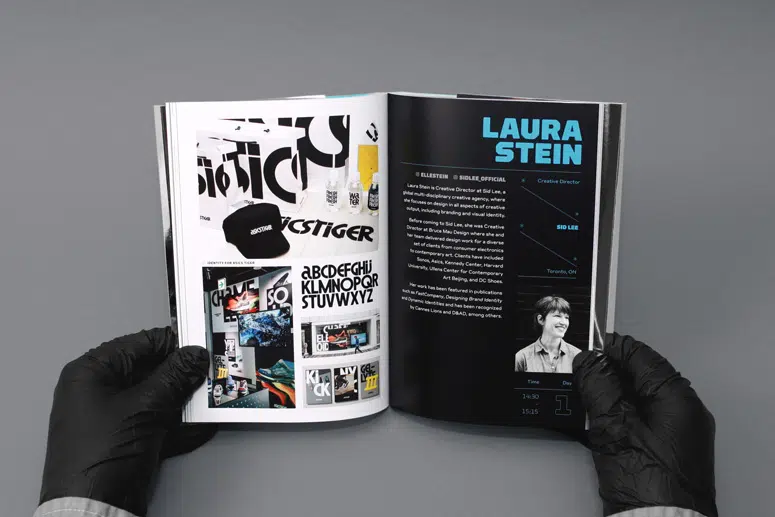 ASICSTIGER
ICSTIGER
IDENTITY FOR ASICS TIGER
ABCDEFGHIJ
KLMNOPQR
STUVWXYZ
KICK
LAURA
STEIN
ELLESTEIN SIDLEE_OFFICIAL
Laura Stein is Creative Director at Sid Lee, a
global multi-disciplinary creative agency, where
she focuses on design in all aspects of creative
output, including branding and visual identity.
Before coming to Sid Lee, she was Creative
Director at Bruce Mau Design where she and
her team delivered design work for a diverse
set of clients from consumer electronics
to contemporary art. Clients have included
Sonos, Asics, Kennedy Center, Harvard
University, Ullens Center for Contemporary
Art Beijing, and DC Shoes.
Her work has been featured in publications
such as FastCompany, Designing Brand Identity
and Dynamic Identities and has been recognized
by Cannes Lions and D&AD, among others.
Creative Director
SID LEE
Toronto, ON
Time Day
14:30
15:15
1